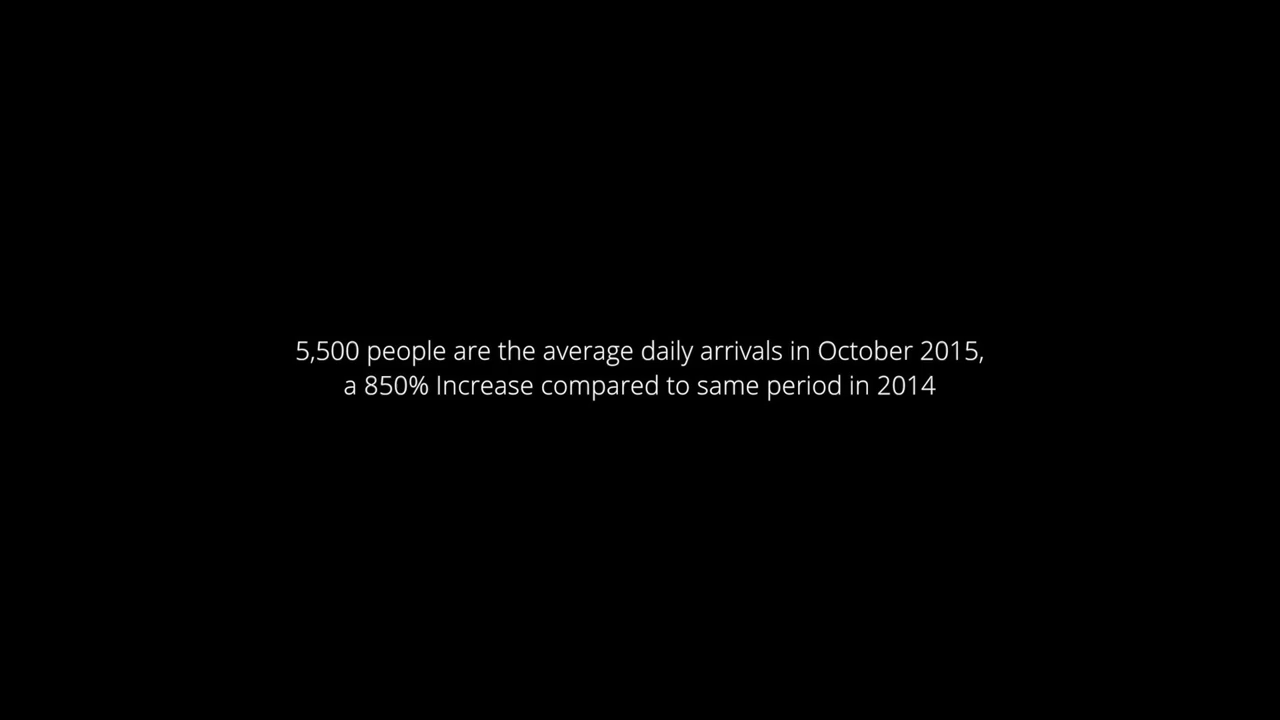 5,500 people are the average daily arrivals in October 2015,
a 850% Increase compared to same period in 2014